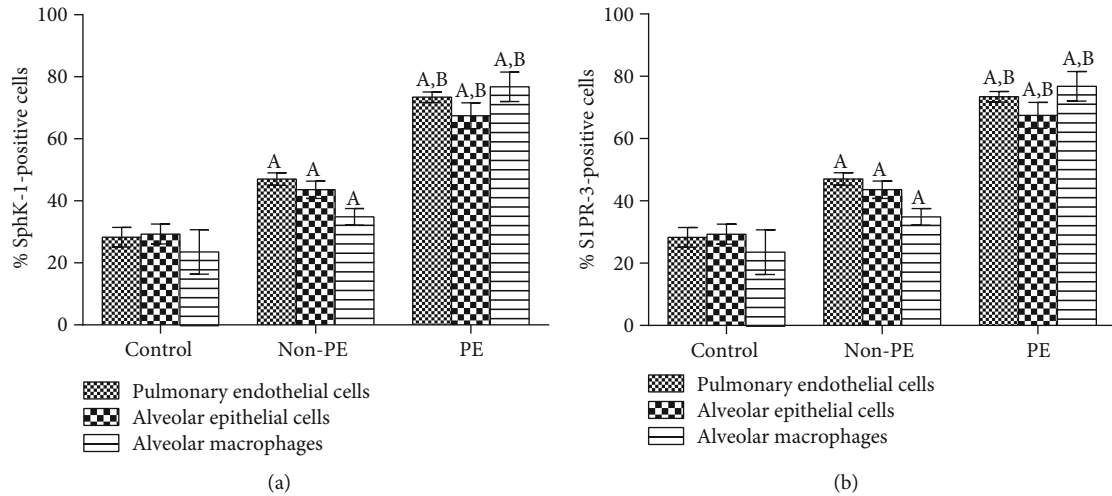 100
80
60
40
20
0
% SphK-1-positive cells
A
A
A
A,B
A,B
A,B
Control
Non-PE
PE
Pulmonary endothelial cells
Alveolar epithelial cells
Alveolar macrophages
(a)
100
80
60
40
20
0
% S1PR-3-positive cells
A
A
A
A,B
A,B
A,B
Control
Non-PE
PE
Pulmonary endothelial cells
Alveolar epithelial cells
Alveolar macrophages
(b)